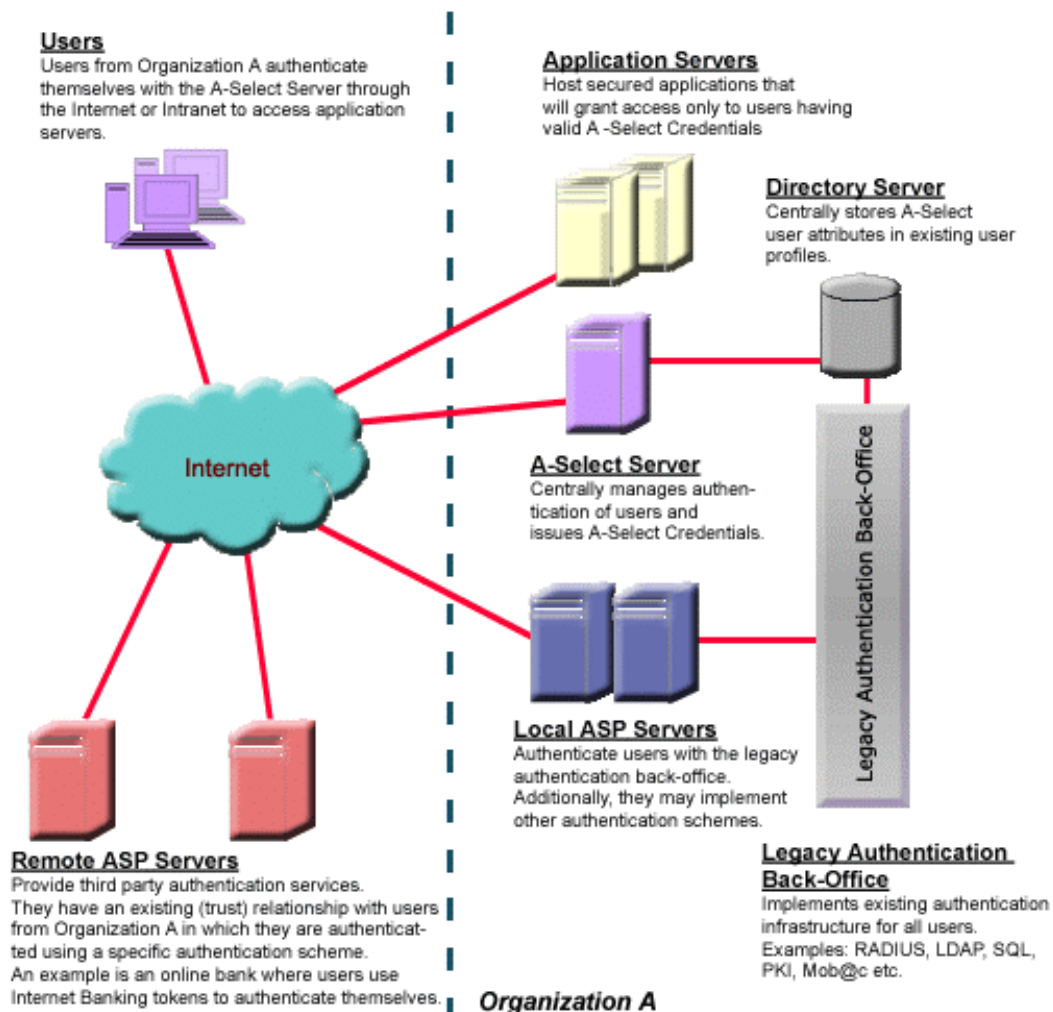 Users
Users from Organization A authenticate
themselves with the A-Select Server through
the Internet or Intranet to access application
servers.
Application Servers
Host secured applications that
will grant access only to users having
valid A -Select Credentials
Directory Server
Centrally stores A-Select
user attributes in existing user
profiles.
Internet
A-Select Server
Centrally manages authen-
tication of users and
issues A-Select Credentials.
Legacy Authentication Back-Office
Local ASP Servers
Authenticate users with the legacy
authentication back-office.
Additionally, they may implement
other authentication schemes.
Remote ASP Servers
Provide third party authentication services.
They have an existing (trust) relationship with users
from Organization A in which they are authenticat-
ted using a specific authentication scheme.
An example is an online bank where users use
Internet Banking tokens to authenticate themselves.
Legacy Authentication
Back-Office
Implements existing authentication
infrastructure for all users.
Examples: RADIUS, LDAP, SQL,
PKI, Mob@c etc.
Organization A